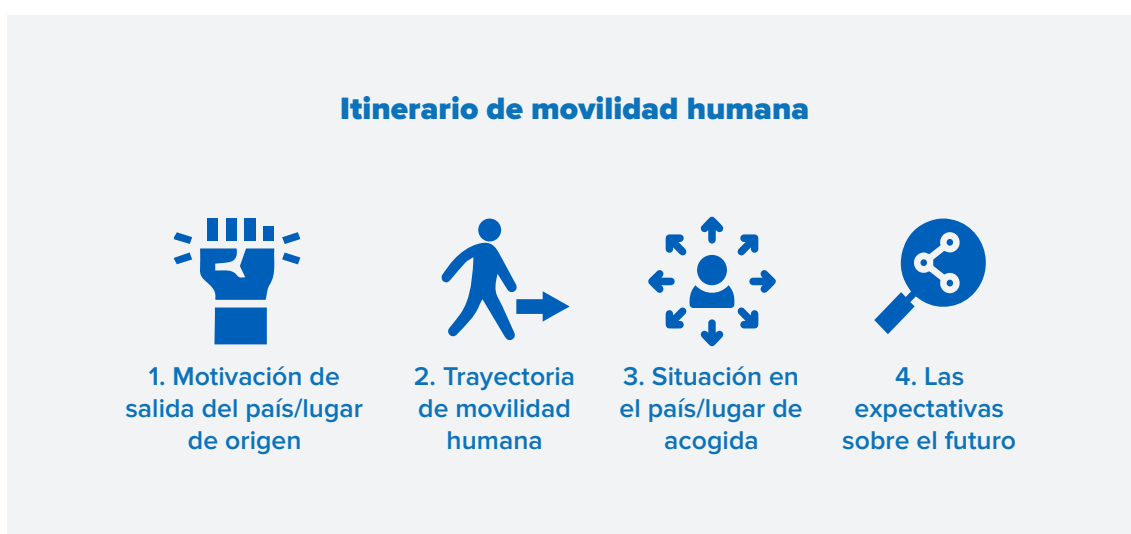 Itinerario de movilidad humana
1. Motivación de
salida del país/lugar
de origen
2. Trayectoria
de movilidad
humana
3. Situación en
el país/lugar de
acogida
4. Las
expectativas
sobre el futuro